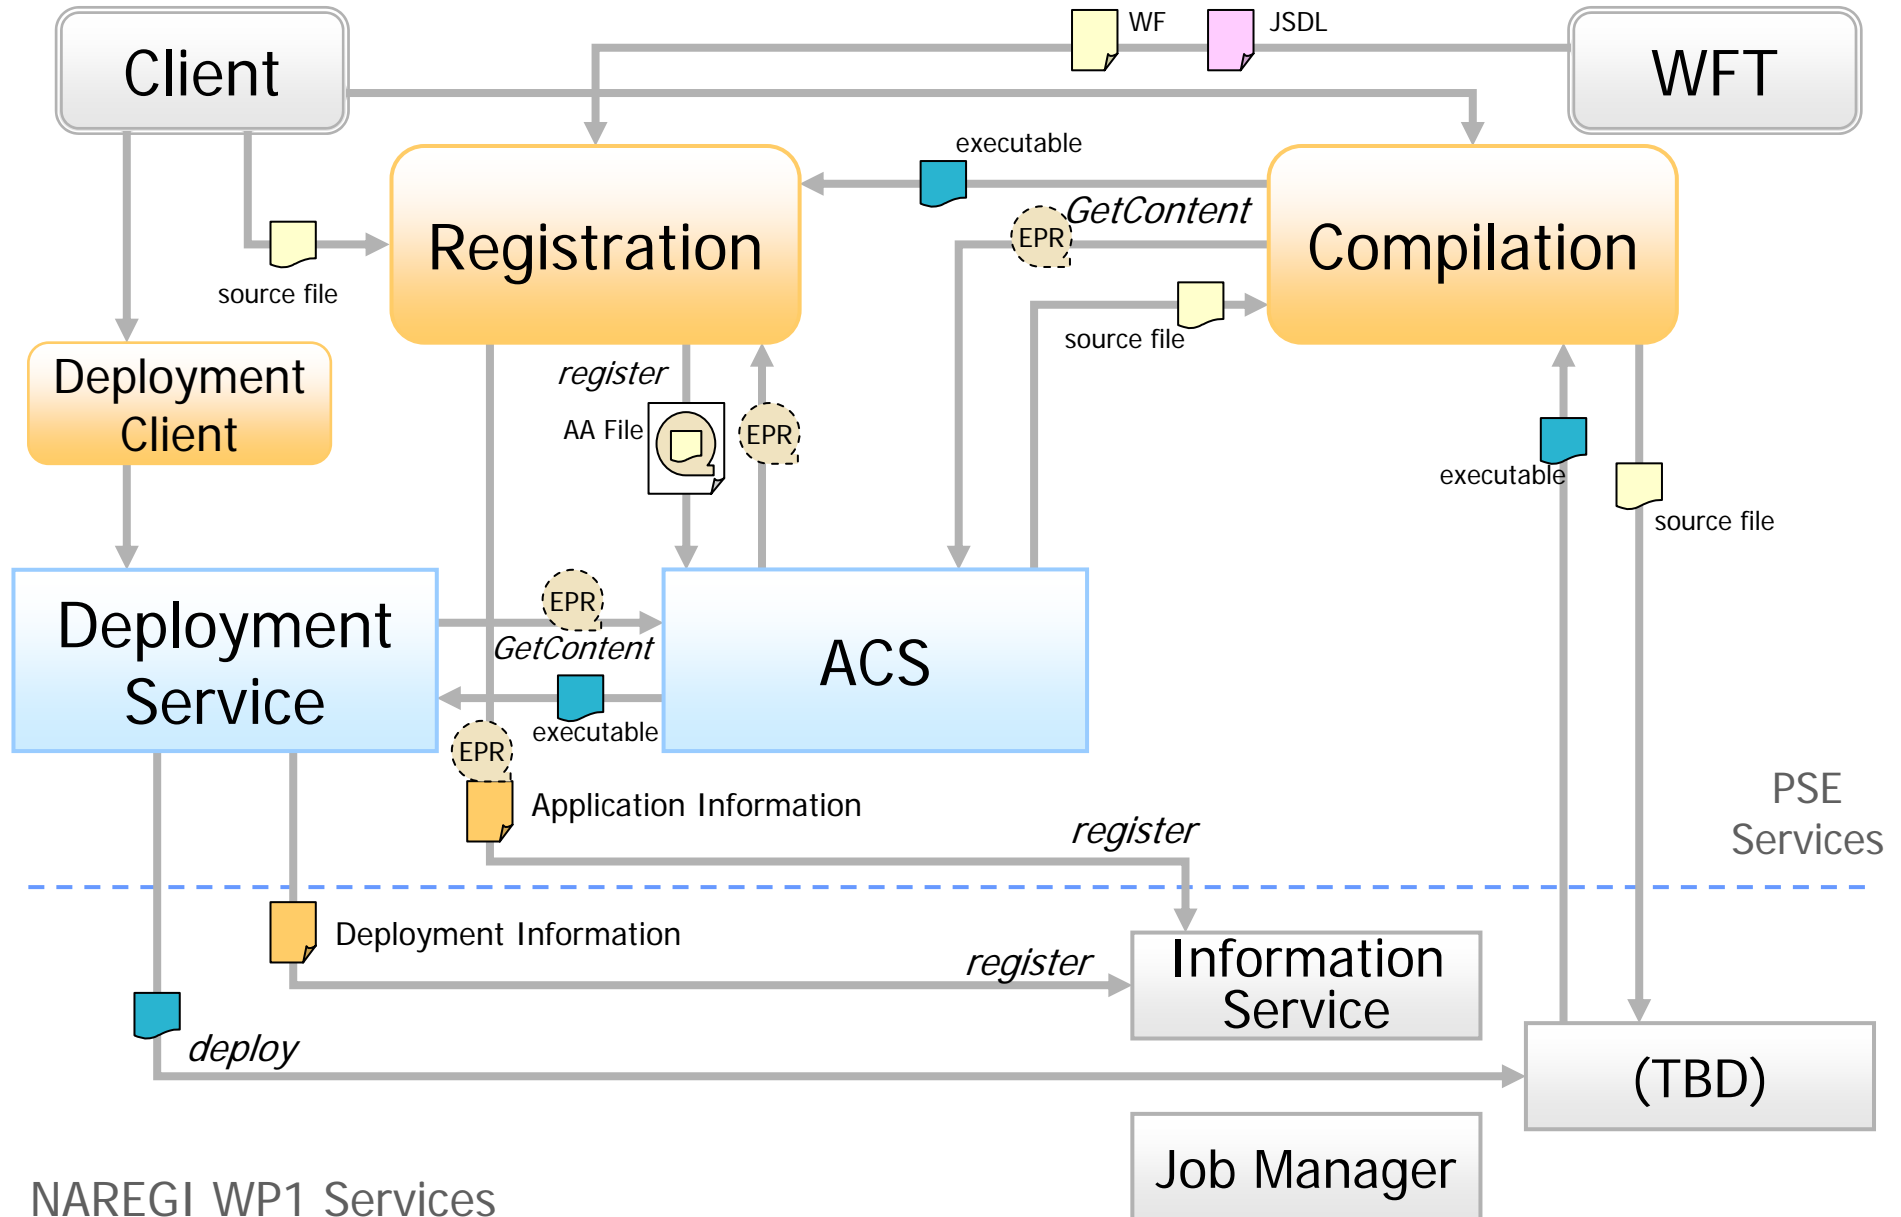 WF
JSDL
Client
WFT
executable
GetContent
EPR
Registration
Compilation
source file
source file
register
Deployment
Client
AA File
EPR
executable
source file
EPR
Deployment
Service
GetContent
ACS
executable
EPR
Application Information
register
PSE
Services
Deployment Information
register
Information
Service
deploy
(TBD)
Job Manager
NAREGI WP1 Services